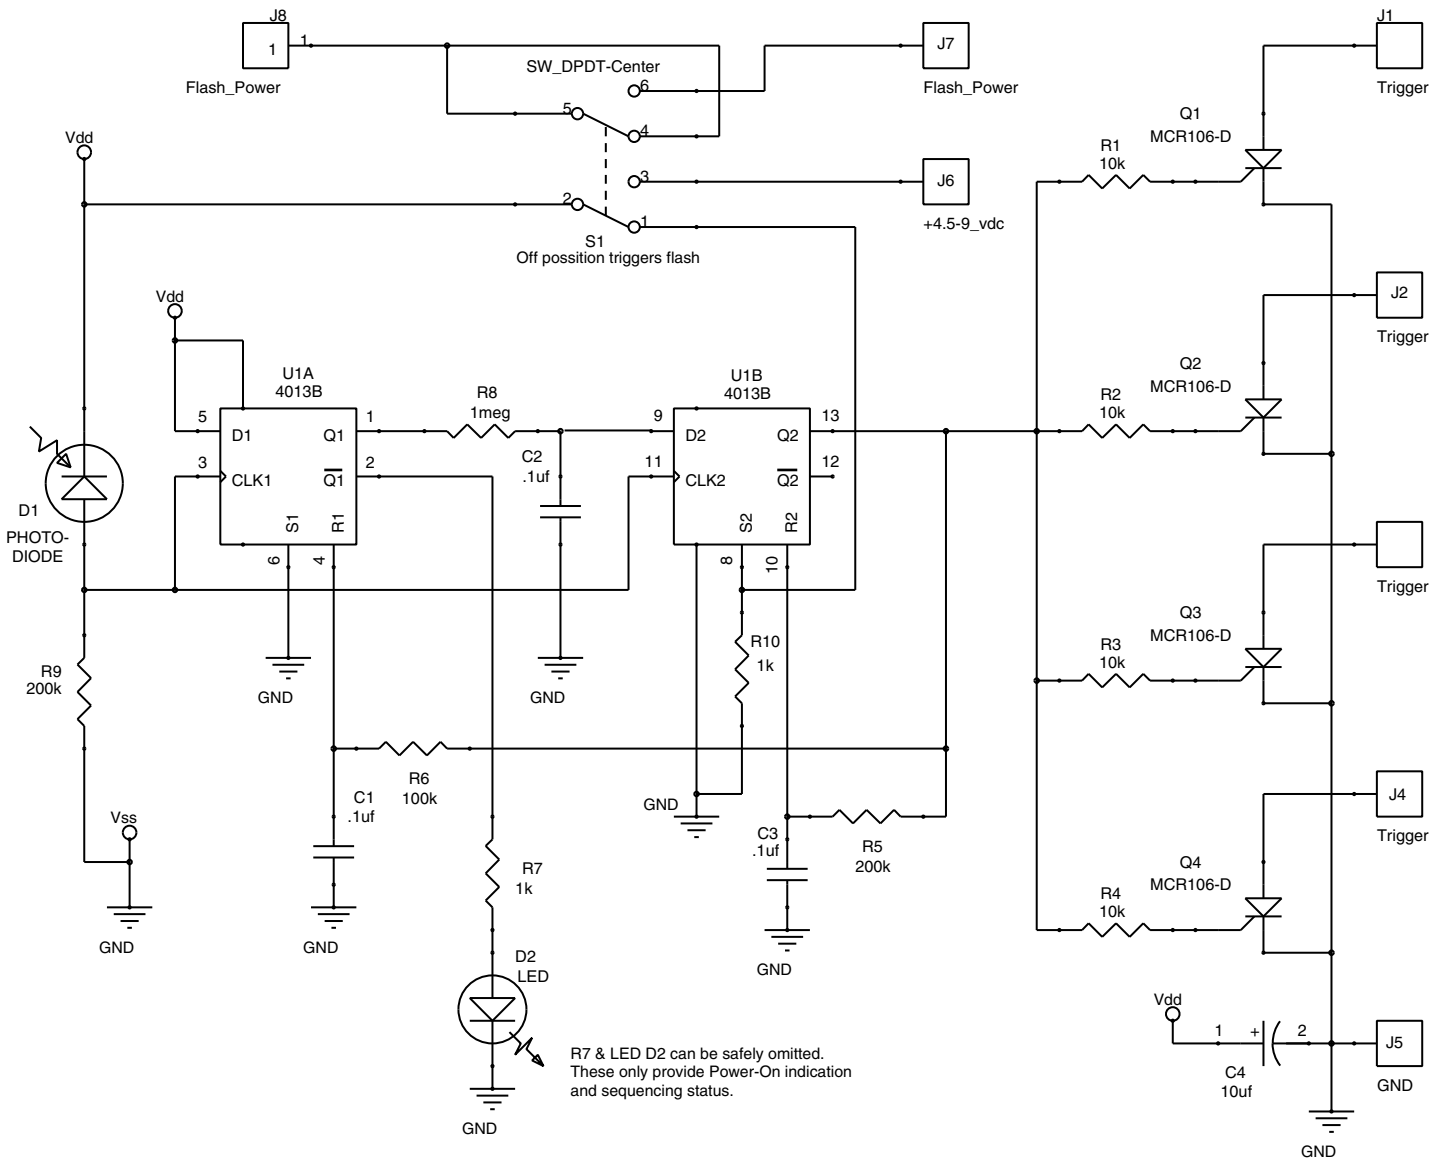 J8
1
1
Flash_Power
SW_DPDT-Center
6
5
4
3
2
1
S1
Off possition triggers flash
J7
Flash_Power
J6
+4.5-9_vdc
J1
Trigger
Q1
MCR106-D
R1
10k
J2
Trigger
Q2
MCR106-D
R2
10k
Trigger
Q3
MCR106-D
R3
10k
J4
Trigger
Q4
MCR106-D
R4
10k
Vdd
1
+
2
C4
10uf
J5
GND
GND
Vdd
Vdd
U1A
4013B
5
D1
Q1
1
3
CLK1
Q1
2
S1
R1
6
4
GND
R8
1meg
C2
.1uf
GND
U1B
4013B
9
D2
Q2
13
11
CLK2
Q2
12
S2
R2
8
10
R10
1k
GND
D1
PHOTO-
DIODE
R9
200k
Vss
GND
R6
100k
C1
.1uf
GND
R7
1k
D2
LED
GND
C3
.1uf
R5
200k
GND
R7 & LED D2 can be safely omitted.
These only provide Power-On indication
and sequencing status.